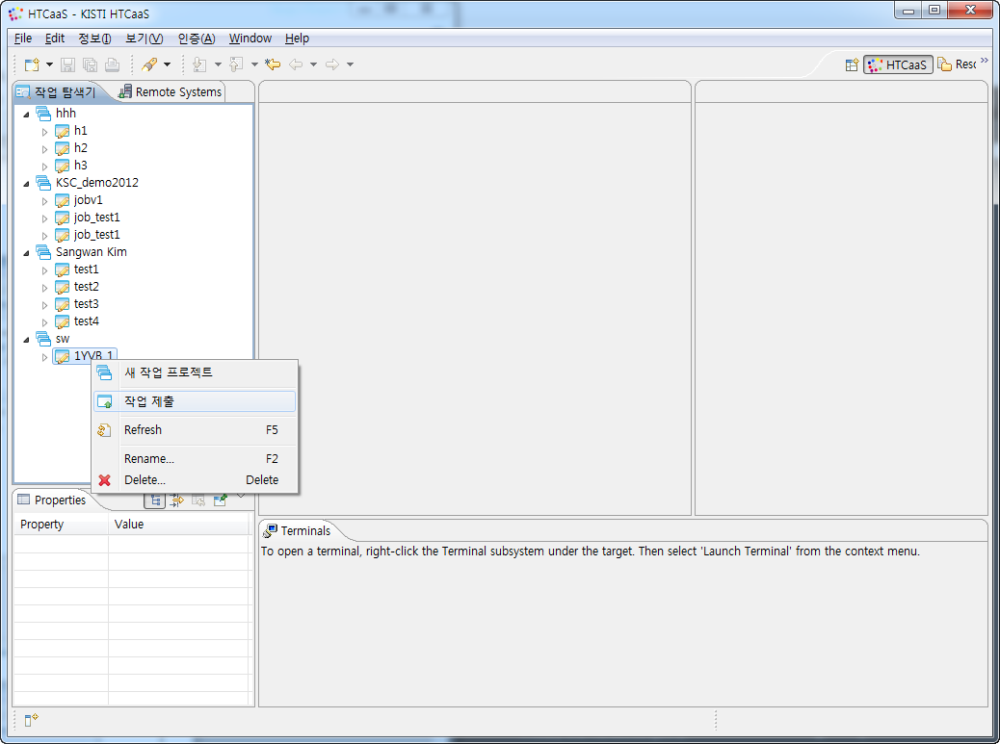 HTCaaS - KISTI HTCaaS
File Edit 정보(I) 보기(V) 인증(A) Window Help
HTCaaS Resc »
작업 탐색기 Remote Systems
hhh
h1
h2
h3
KSC_demo2012
jobv1
job_test1
job_test1
Sangwan Kim
test1
test2
test3
test4
sw
1YVB_1
새 작업 프로젝트
작업 제출
Refresh F5
Rename... F2
Delete... Delete
Properties
Property Value
Terminals
To open a terminal, right-click the Terminal subsystem under the target. Then select 'Launch Terminal' from the context menu.